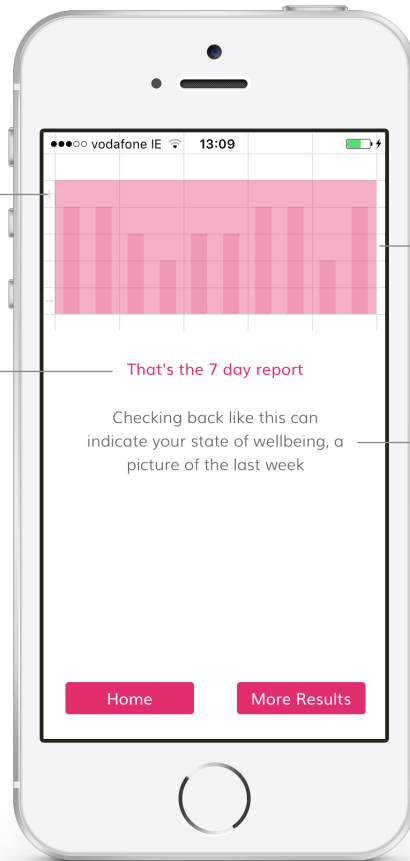 vodafone IE 13:09
That's the 7 day report
Checking back like this can
indicate your state of wellbeing, a
picture of the last week
Home More Results